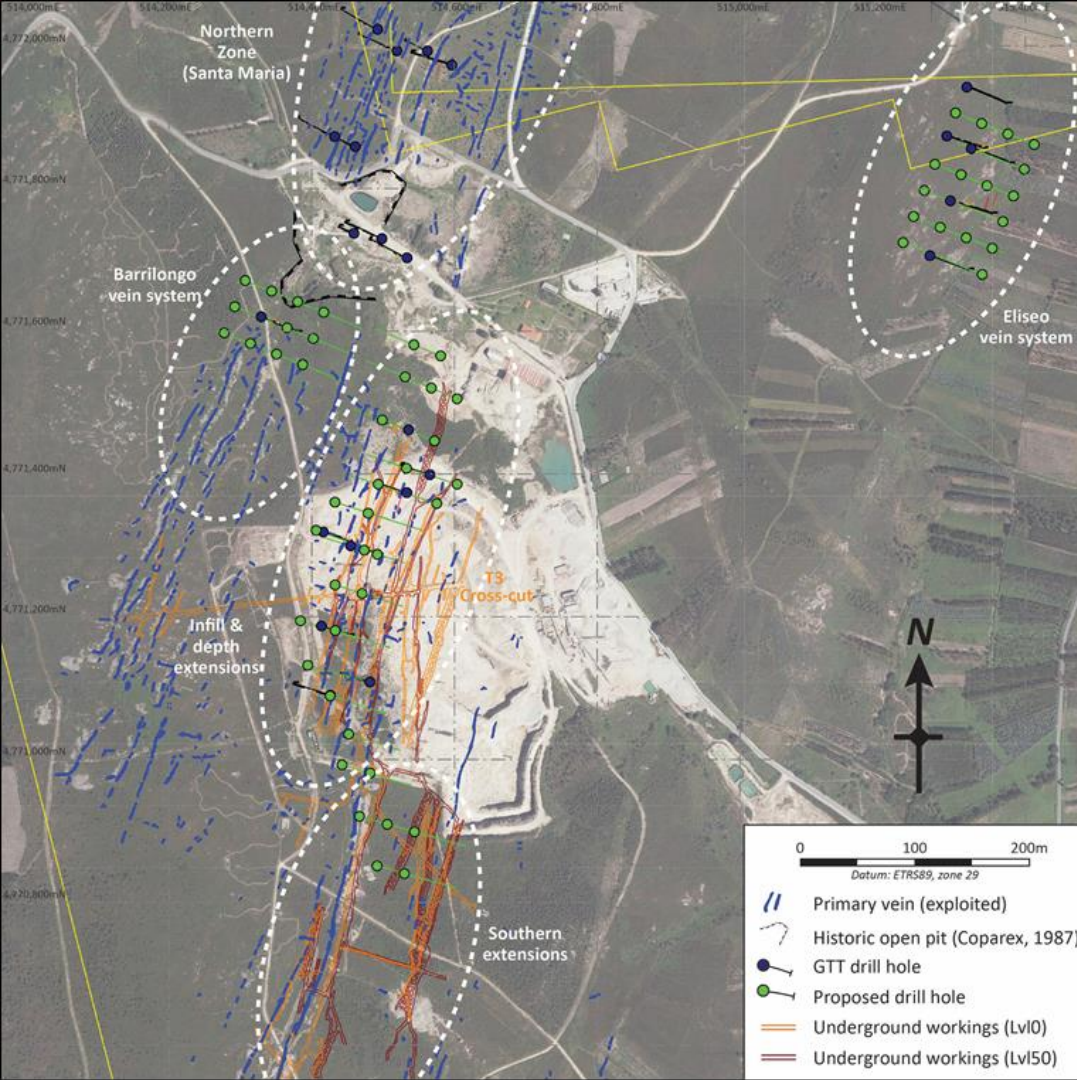 514,000mE
514,200mE
514,400mE
514,600mE
514,800mE
515,000mE
515,200mE
515,400mE
4,772,000mN
4,771,800mN
4,771,600mN
4,771,400mN
4,771,200mN
4,771,000mN
4,770,800mN
Northern
Zone
(Santa Maria)
Barrilongo
vein system
Eliseo
vein system
T3
Cross-cut
Infill &
depth
extensions
Southern
extensions
N
0 100 200m
Datum: ETRS89, zone 29
Primary vein (exploited)
Historic open pit (Coparex, 1987)
GTT drill hole
Proposed drill hole
Underground workings (Lvl0)
Underground workings (Lvl50)